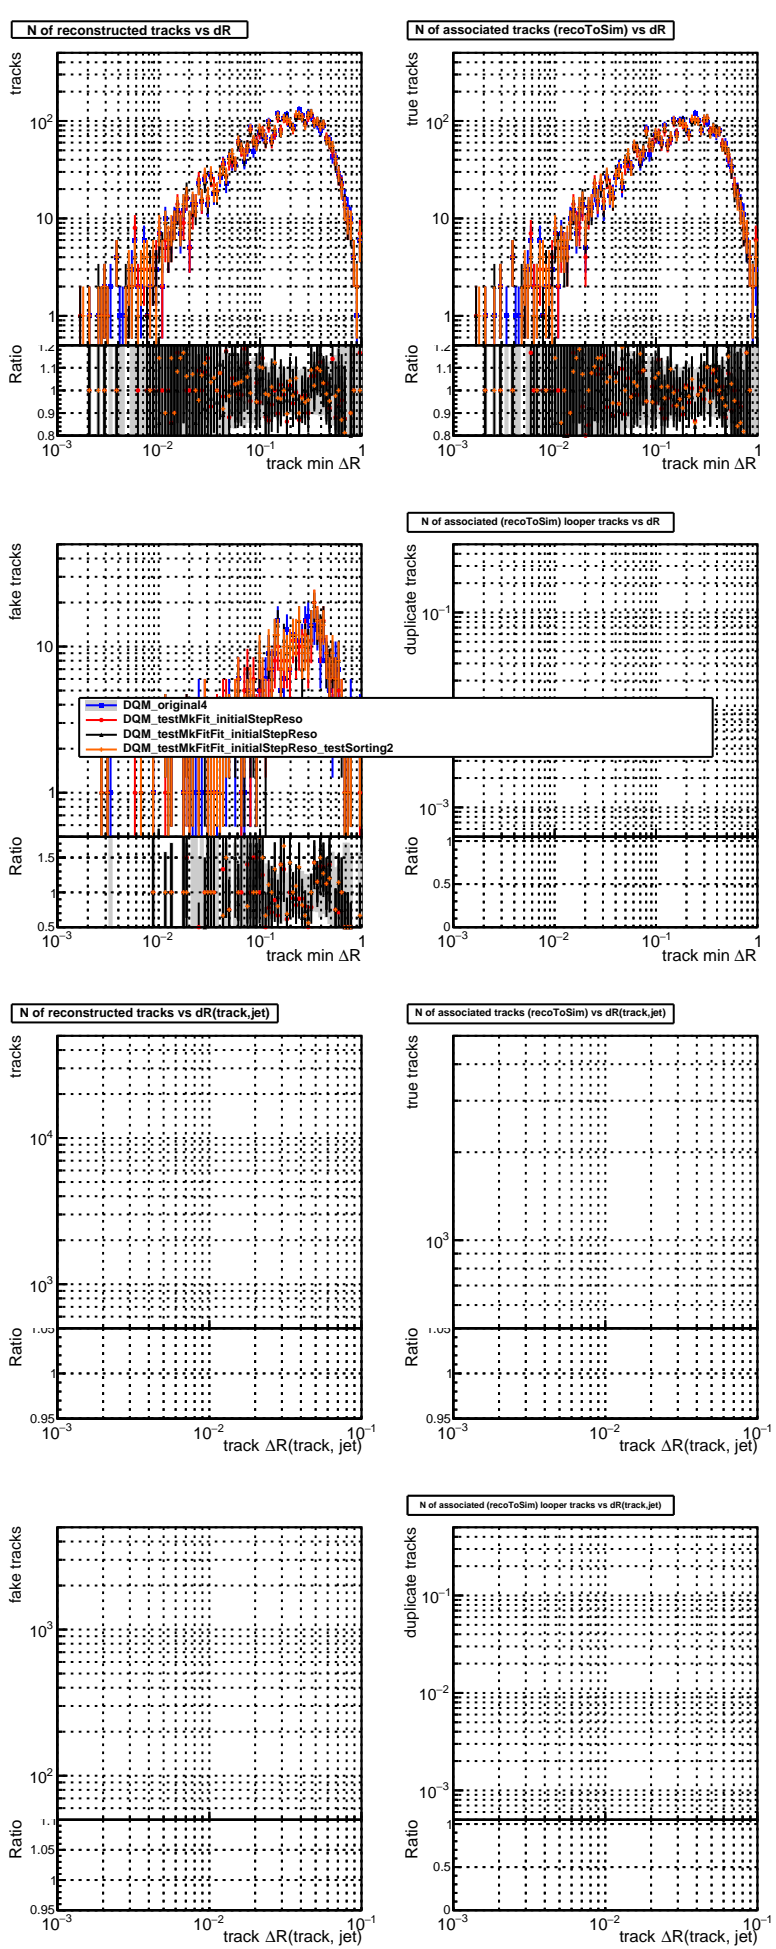 N of reconstructed tracks vs dR
tracks
10²
10
1
Ratio
1.2
1.1
1
0.9
0.8
10⁻³ 10⁻² 10⁻¹ 1
track min ΔR
N of associated tracks (recoToSim) vs dR
true tracks
10²
10
1
Ratio
1.2
1.1
1
0.9
0.8
10⁻³ 10⁻² 10⁻¹ 1
track min ΔR
fake tracks
10
1
Ratio
1.5
1
0.5
10⁻³ 10⁻² 10⁻¹ 1
track min ΔR
N of associated (recoToSim) looper tracks vs dR
duplicate tracks
10⁻¹
10⁻³
Ratio
1
0.5
0
10⁻³ 10⁻² 10⁻¹ 1
track min ΔR
DQM_original4
DQM_testMkFit_initialStepReso
DQM_testMkFitFit_initialStepReso
DQM_testMkFitFit_initialStepReso_testSorting2
N of reconstructed tracks vs dR(track,jet)
tracks
10⁴
10³
Ratio
1.05
1
0.95
10⁻³ 10⁻² 10⁻¹
track ΔR(track, jet)
N of associated tracks (recoToSim) vs dR(track,jet)
true tracks
10³
Ratio
1.05
1
0.95
10⁻³ 10⁻² 10⁻¹
track ΔR(track, jet)
fake tracks
10³
10²
Ratio
1.1
1.05
1
0.95
10⁻³ 10⁻² 10⁻¹
track ΔR(track, jet)
N of associated (recoToSim) looper tracks vs dR(track,jet)
duplicate tracks
10⁻¹
10⁻²
10⁻³
Ratio
1
0.5
0
10⁻³ 10⁻² 10⁻¹
track ΔR(track, jet)